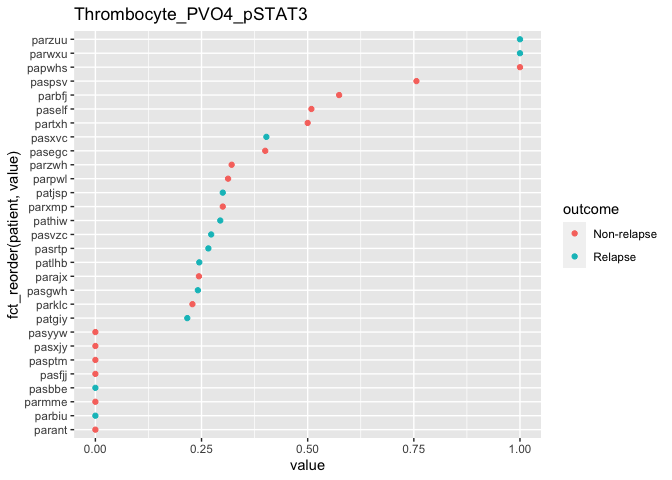 Thrombocyte_PVO4_pSTAT3
fct_reorder(patient, value)
parzuu
parwxu
papwhs
paspsv
parbfj
paself
partxh
pasxvc
pasegc
parzwh
parpwl
patjsp
parxmp
pathiw
pasvzc
pasrtp
patlhb
parajx
pasgwh
parklc
patgiy
pasyyw
pasxjy
pasptm
pasfjj
pasbbe
parmme
parbiu
parant
0.00 0.25 0.50 0.75 1.00
value
outcome
Non-relapse
Relapse